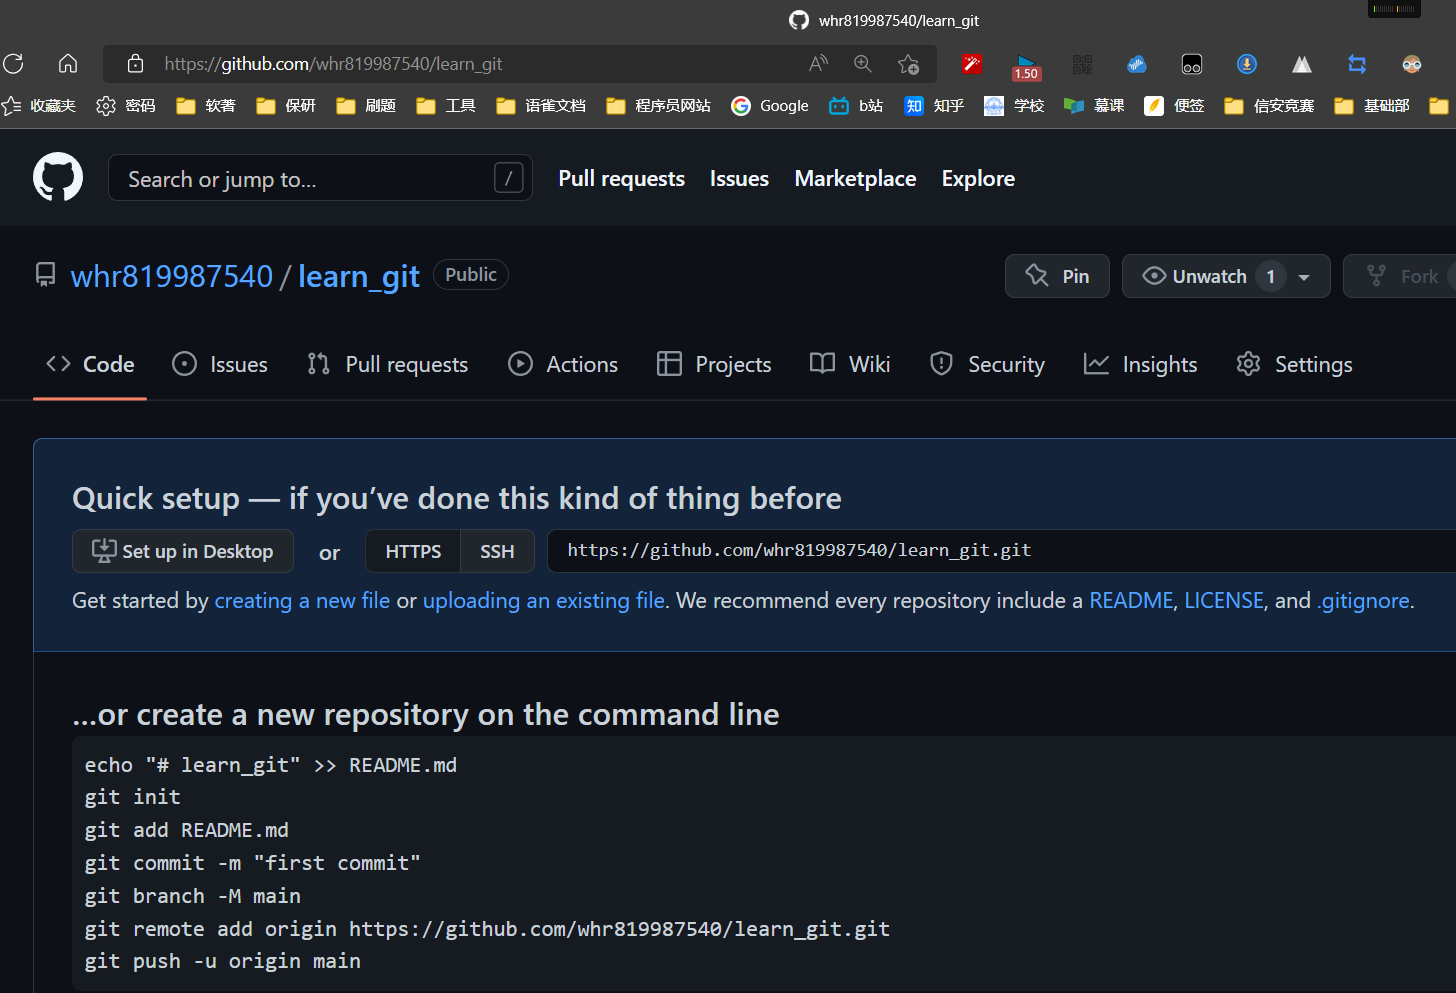 whr819987540/learn_git
https://github.com/whr819987540/learn_git
1.50
收藏夹 密码 软著 保研 刷题 工具 语雀文档 程序员网站 Google b站 知 知乎 学校 慕课 便签 信安竞赛 基础部
Search or jump to... / Pull requests Issues Marketplace Explore
whr819987540 / learn_git Public Pin Unwatch 1 Fork
Code Issues Pull requests Actions Projects Wiki Security Insights Settings
Quick setup — if you’ve done this kind of thing before
Set up in Desktop or HTTPS SSH https://github.com/whr819987540/learn_git.git
Get started by creating a new file or uploading an existing file. We recommend every repository include a README, LICENSE, and .gitignore.
…or create a new repository on the command line
echo "# learn_git" >> README.md
git init
git add README.md
git commit -m "first commit"
git branch -M main
git remote add origin https://github.com/whr819987540/learn_git.git
git push -u origin main